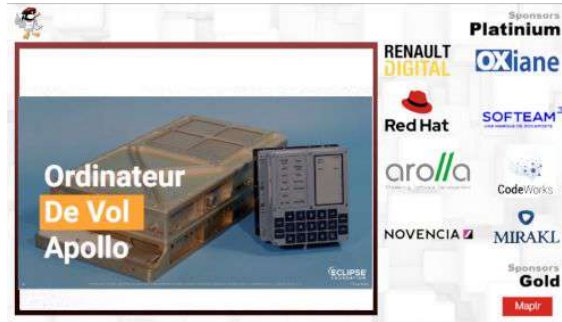 Sponsors
Platinium
RENAULT
DIGITAL
OXiane
Red Hat
SOFTEAM
arolla
CodeWorks
NOVENCIA
MIRAKL
Sponsors
Gold
Maplr
Ordinateur
De Vol
Apollo
ECLIPSE
FOUNDATION